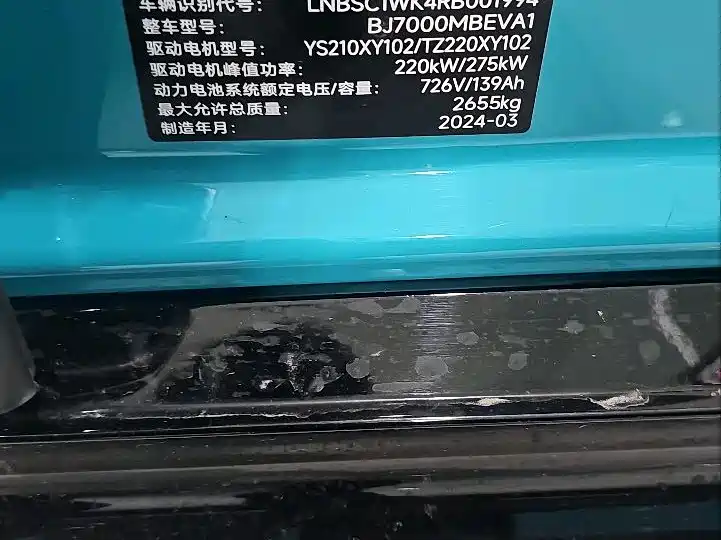 车辆识别代号: LNBSC1WK4RB001994
整车型号: BJ7000MBEVA1
驱动电机型号: YS210XY102/TZ220XY102
驱动电机峰值功率: 220kW/275kW
动力电池系统额定电压/容量: 726V/139Ah
最大允许总质量: 2655kg
制造年月: 2024-03